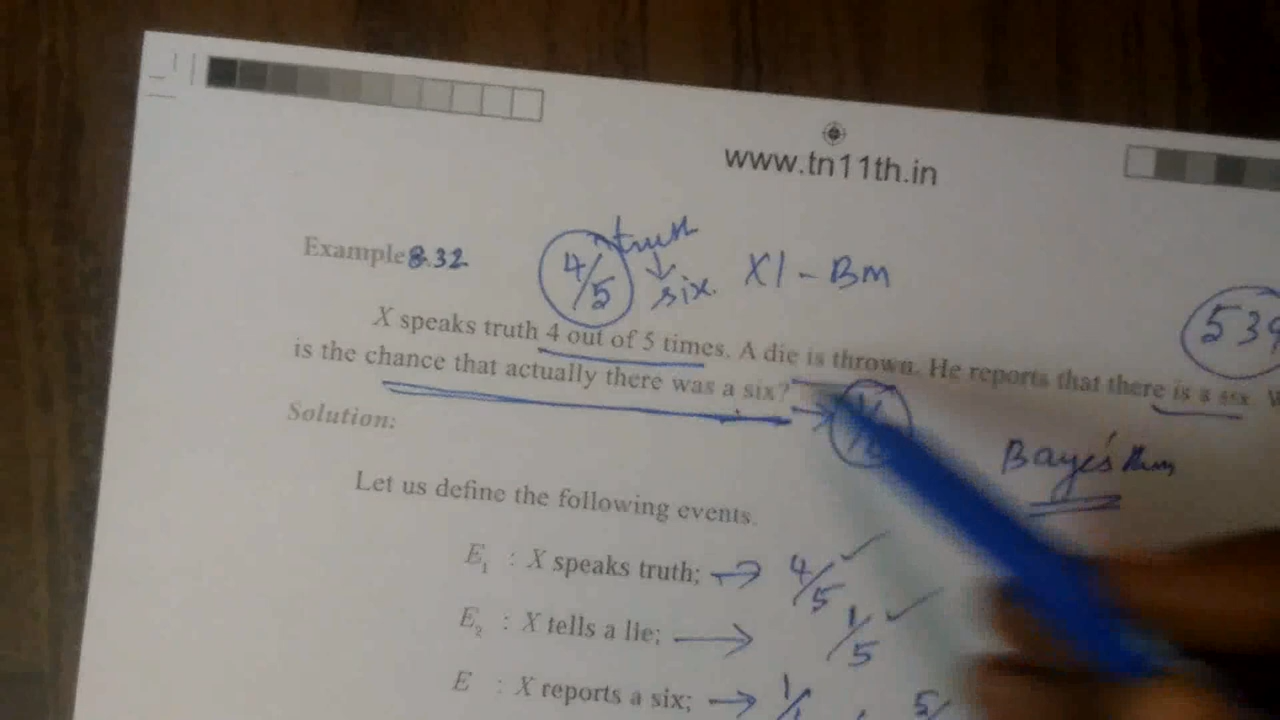 www.tn11th.in
Example 8.32
4/5 truth
six.
XI - BM
X speaks truth 4 out of 5 times. A die is thrown. He reports that there is a six.
is the chance that actually there was a six?
Solution:
Bayes's
Let us define the following events.
E₁ : X speaks truth; → 4/5
E₂ : X tells a lie; → 1/5
E : X reports a six; →